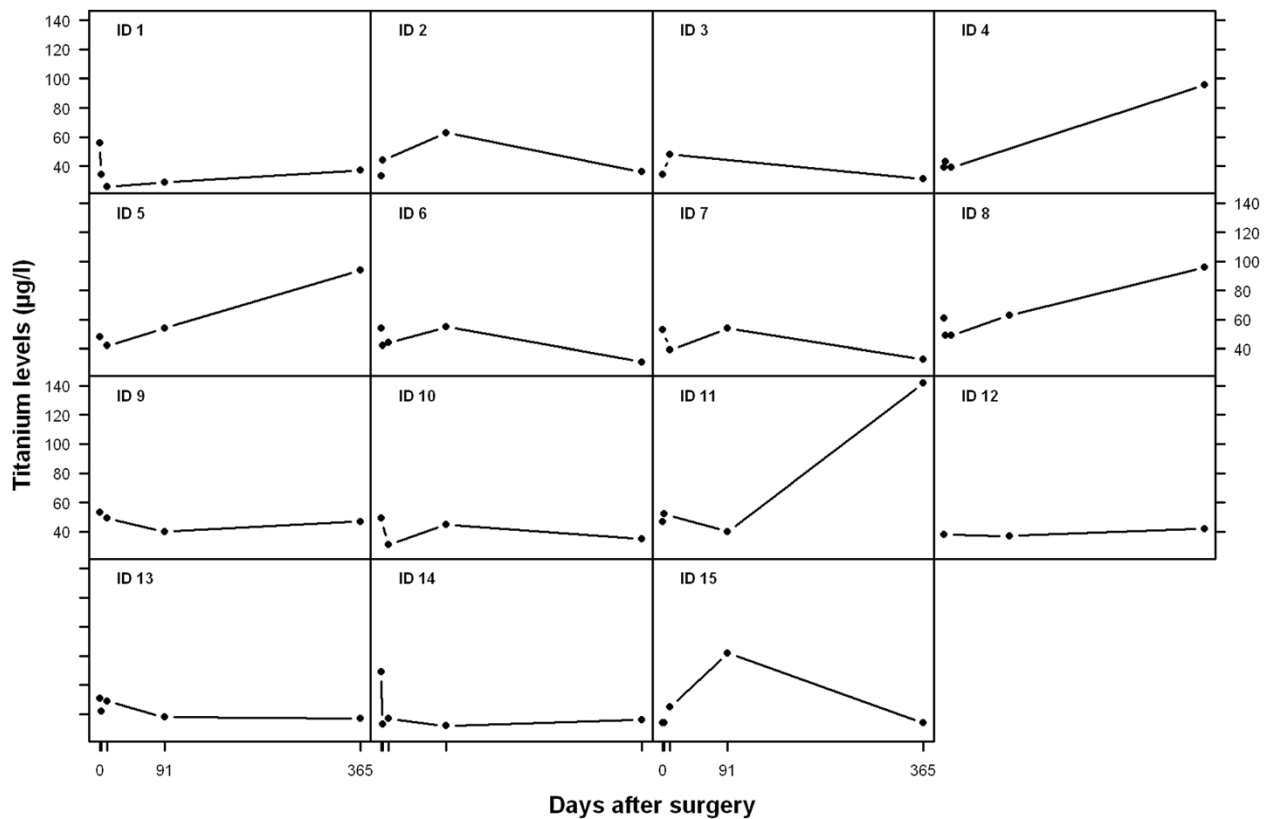 140
120
100
80
60
40
ID 1
ID 2
ID 3
ID 4
ID 5
ID 6
ID 7
ID 8
140
120
100
80
60
40
140
120
100
80
60
40
ID 9
ID 10
ID 11
ID 12
ID 13
ID 14
ID 15
0 91 365
0 91 365
Titanium levels (µg/l)
Days after surgery